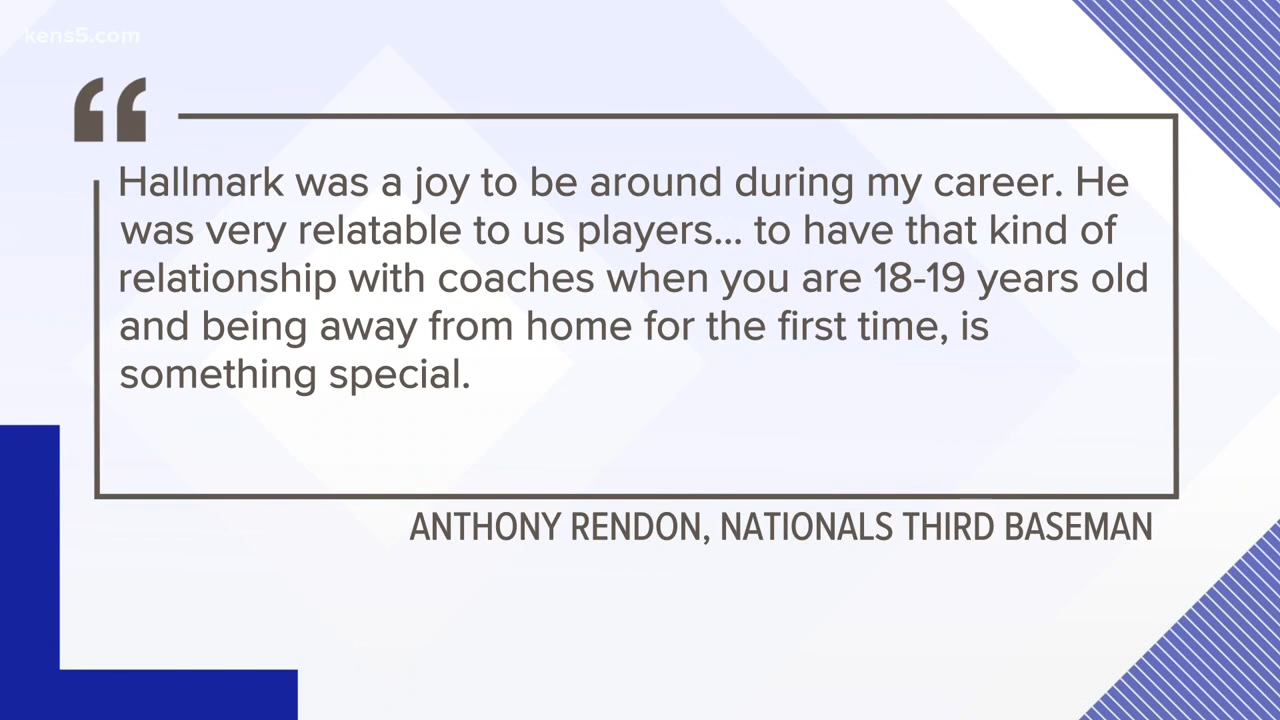 kens5.com
“
Hallmark was a joy to be around during my career. He
was very relatable to us players... to have that kind of
relationship with coaches when you are 18-19 years old
and being away from home for the first time, is
something special.
ANTHONY RENDON, NATIONALS THIRD BASEMAN